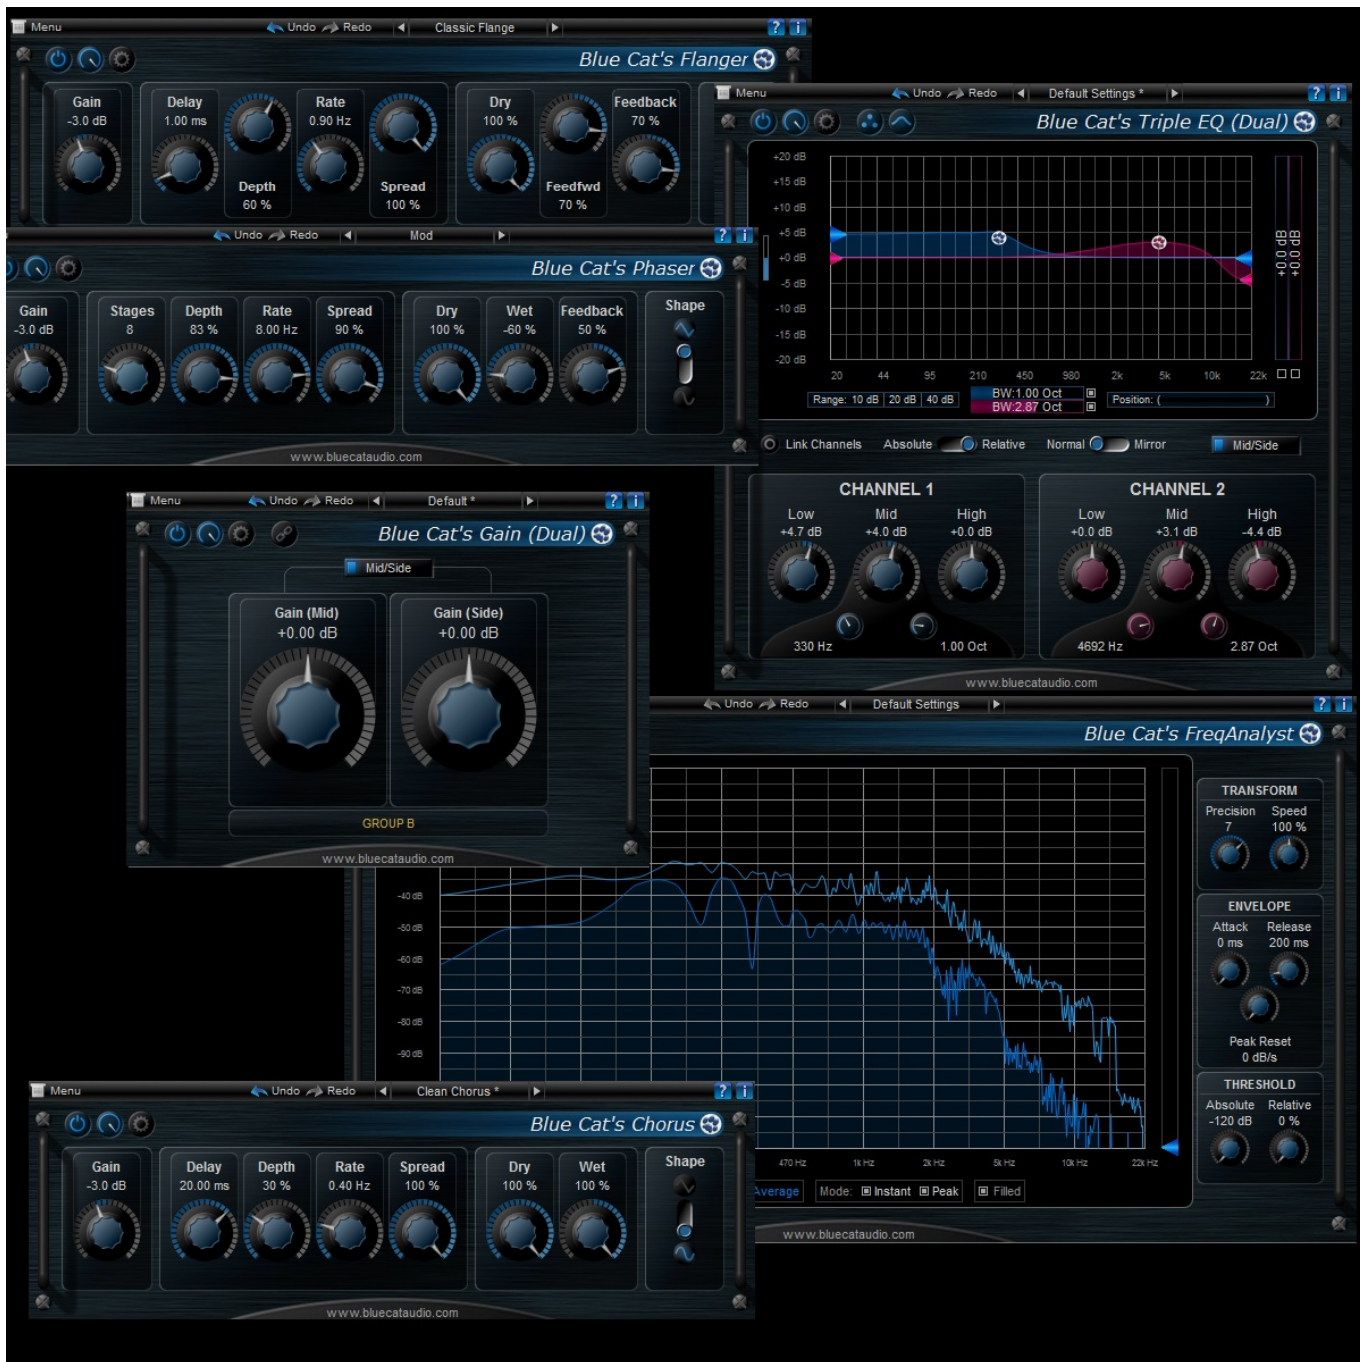 Menu Undo Redo Classic Flange ? i
Blue Cat's Flanger
Gain Delay Rate Dry Feedback
-3.0 dB 1.00 ms 0.90 Hz 100 % 70 %
Depth Spread Feedfwd
60 % 100 % 70 %
Undo Redo Mod ? i
Blue Cat's Phaser
Gain Stages Depth Rate Spread Dry Wet Feedback Shape
-3.0 dB 8 83 % 8.00 Hz 90 % 100 % -60 % 50 %
www.bluecataudio.com
Menu Undo Redo Default Settings * ? i
Blue Cat's Triple EQ (Dual)
+20 dB
+15 dB
+10 dB
+5 dB
+0.0 dB
-5 dB
-10 dB
-15 dB
-20 dB
+0.0 dB
+0.0 dB
20 44 95 210 450 980 2k 5k 10k 22k
Range: 10 dB 20 dB 40 dB
BW:1.00 Oct
BW:2.87 Oct
Position: ( )
Link Channels Absolute Relative Normal Mirror Mid/Side
CHANNEL 1
Low Mid High
+4.7 dB +4.0 dB +0.0 dB
330 Hz 1.00 Oct
CHANNEL 2
Low Mid High
+0.0 dB +3.1 dB -4.4 dB
4692 Hz 2.87 Oct
www.bluecataudio.com
Menu Undo Redo Default * ? i
Blue Cat's Gain (Dual)
Mid/Side
Gain (Mid) Gain (Side)
+0.00 dB +0.00 dB
GROUP B
www.bluecataudio.com
Undo Redo Default Settings ? i
Blue Cat's FreqAnalyst
-40 dB
-50 dB
-60 dB
-70 dB
-80 dB
-90 dB
470 Hz 1k Hz 2k Hz 5k Hz 10k Hz 22k Hz
Average Mode: Instant Peak Filled
TRANSFORM
Precision Speed
7 100 %
ENVELOPE
Attack Release
0 ms 200 ms
Peak Reset
0 dB/s
THRESHOLD
Absolute Relative
-120 dB 0 %
www.bluecataudio.com
Menu Undo Redo Clean Chorus * ? i
Blue Cat's Chorus
Gain Delay Depth Rate Spread Dry Wet Shape
-3.0 dB 20.00 ms 30 % 0.40 Hz 100 % 100 % 100 %
www.bluecataudio.com